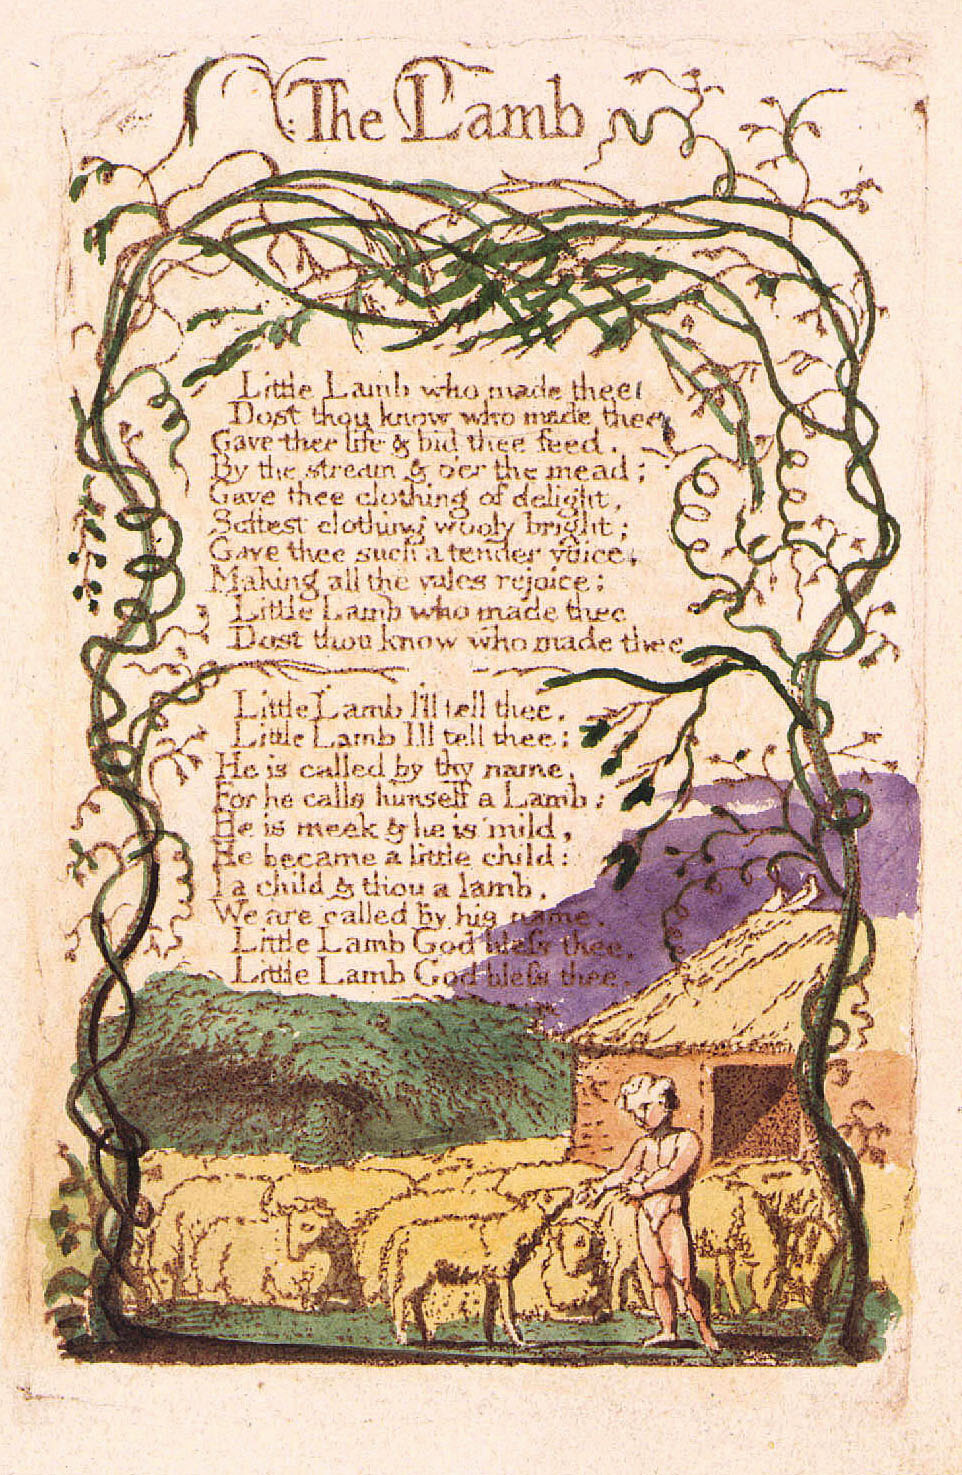 The Lamb
Little Lamb who made thee
Dost thou know who made thee
Gave thee life & bid thee feed.
By the stream & o'er the mead;
Gave thee clothing of delight,
Softest clothing wooly bright;
Gave thee such a tender voice,
Making all the vales rejoice:
Little Lamb who made thee
Dost thou know who made thee
Little Lamb I'll tell thee,
Little Lamb I'll tell thee:
He is called by thy name,
For he calls himself a Lamb:
He is meek & he is mild,
He became a little child:
I a child & thou a lamb,
We are called by his name.
Little Lamb God bless thee.
Little Lamb God bless thee.